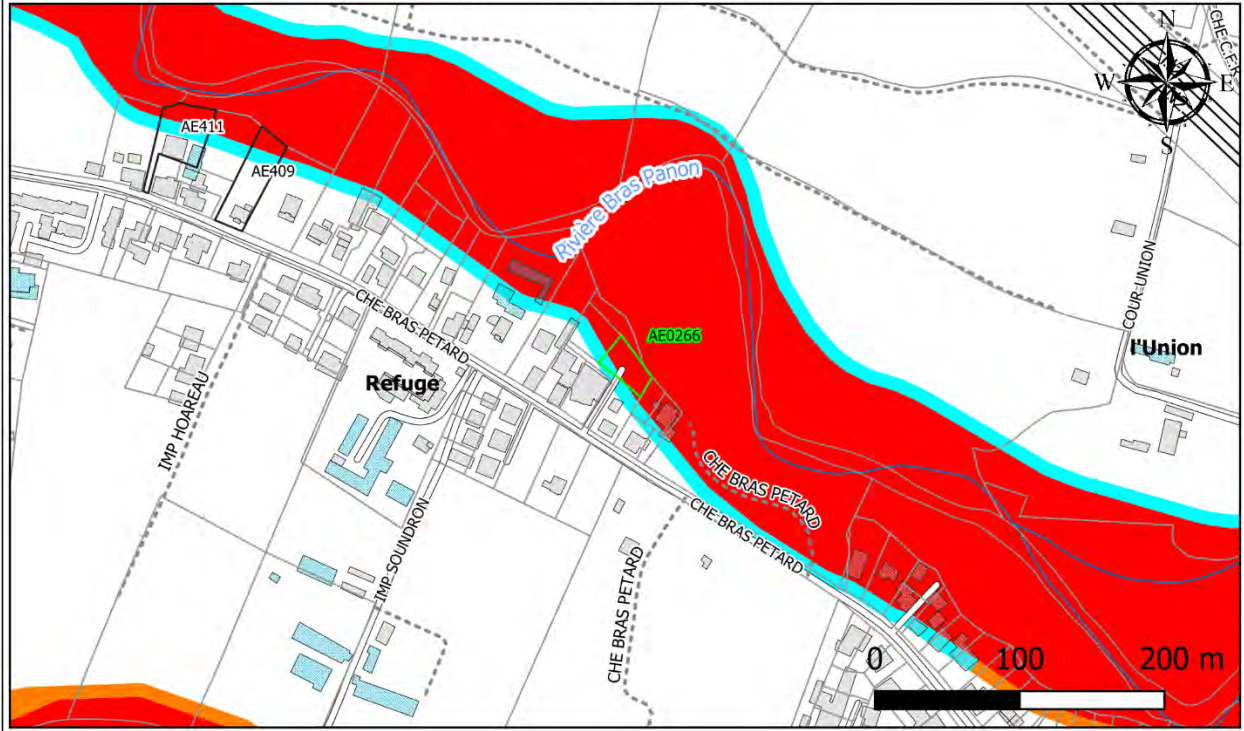 N
CHE C.E.R
W
E
S
AE411
AE409
Rivière Bras Panon
COUR UNION
AE0266
l'Union
CHE BRAS PETARD
Refuge
IMP HOAREAU
CHE BRAS PETARD
CHE BRAS PETARD
IMP SOUNDRON
CHE BRAS PETARD
0 100 200 m